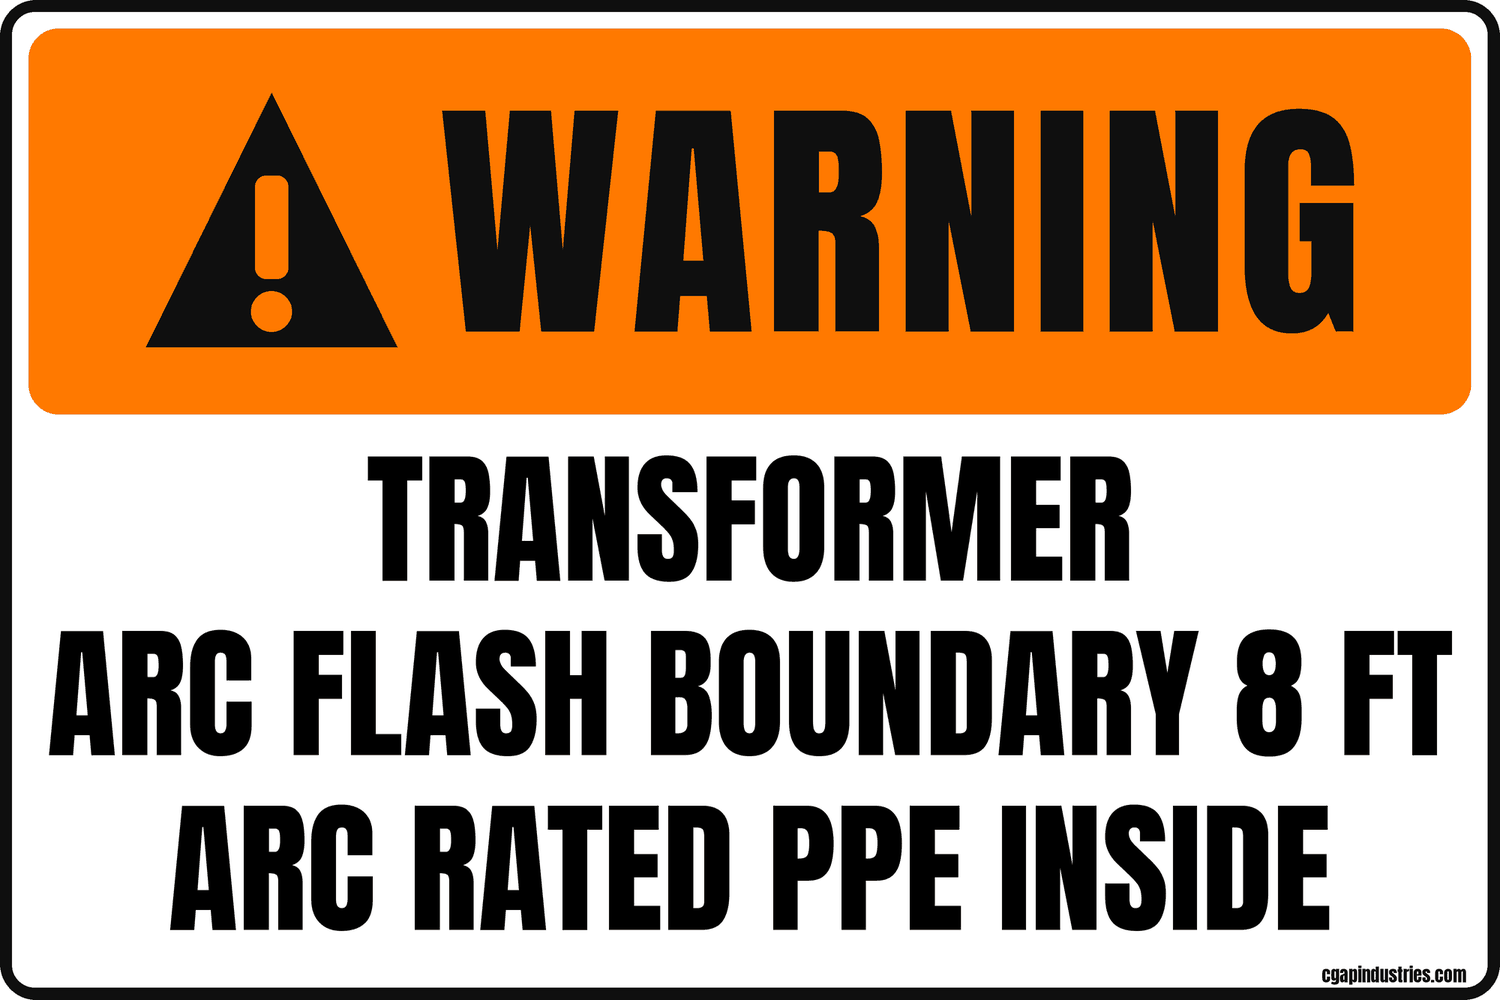 WARNING
TRANSFORMER
ARC FLASH BOUNDARY 8 FT
ARC RATED PPE INSIDE
cgapindustries.com